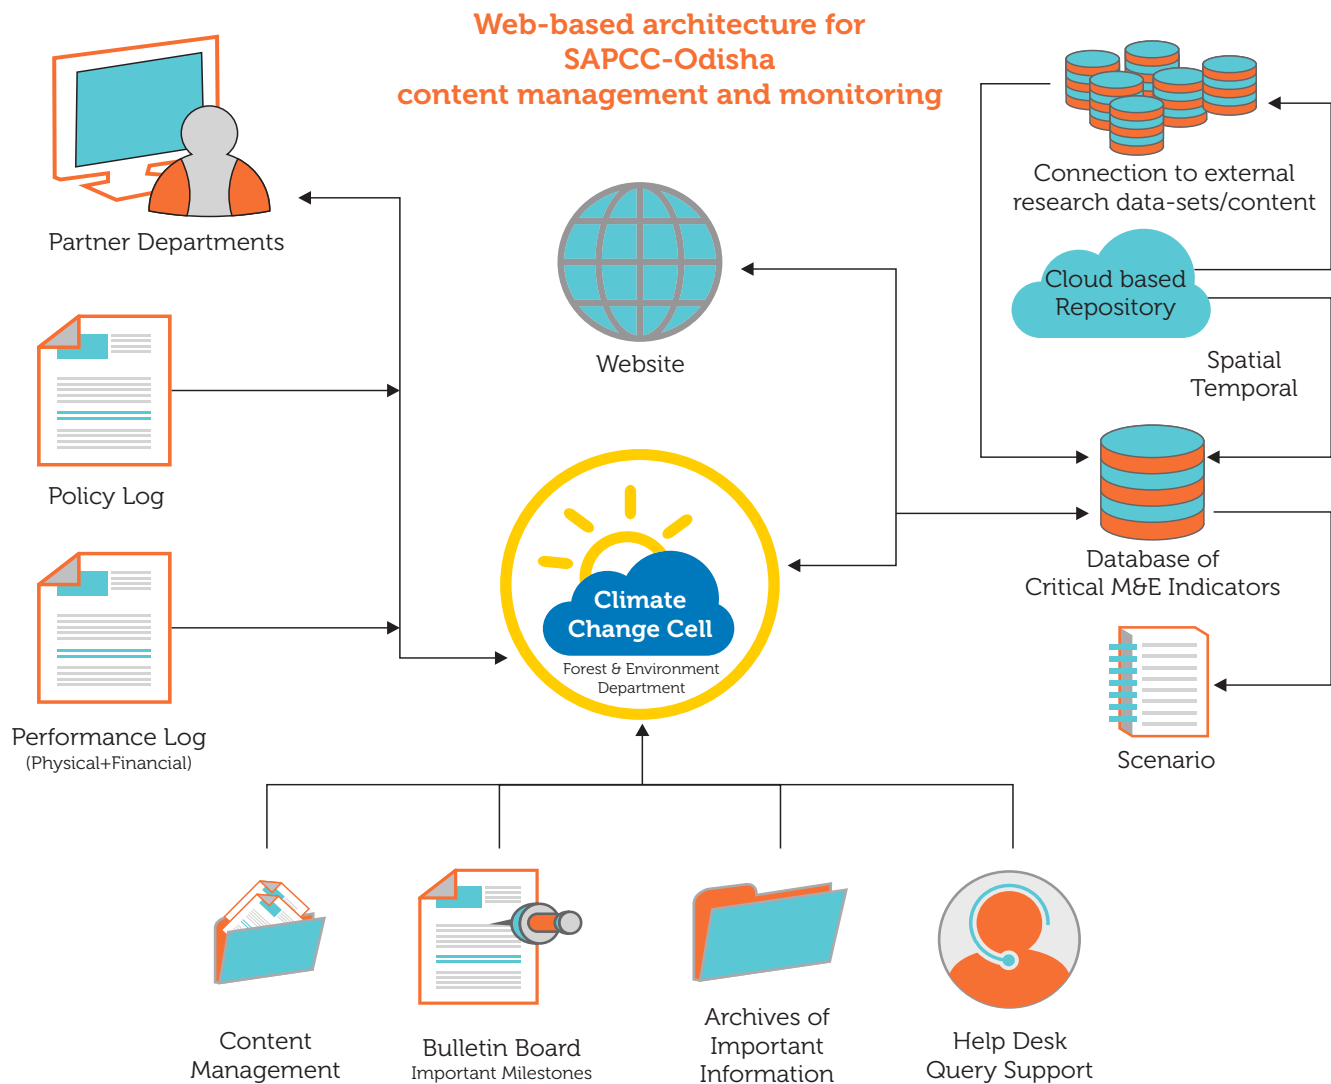 Web-based architecture for
SAPCC-Odisha
content management and monitoring
Partner Departments
Policy Log
Performance Log
(Physical+Financial)
Website
Climate
Change Cell
Forest & Environment
Department
Connection to external
research data-sets/content
Cloud based
Repository
Spatial
Temporal
Database of
Critical M&E Indicators
Scenario
Content
Management
Bulletin Board
Important Milestones
Archives of
Important
Information
Help Desk
Query Support